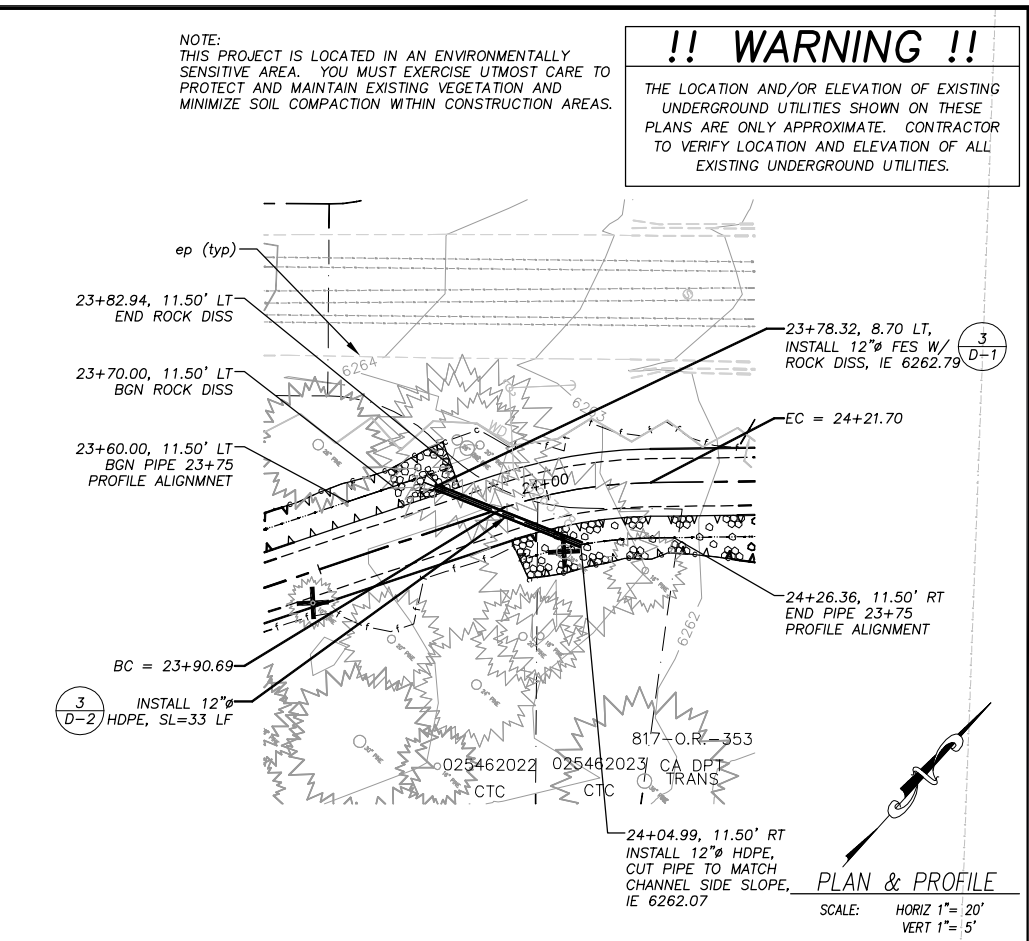 NOTE:
THIS PROJECT IS LOCATED IN AN ENVIRONMENTALLY
SENSITIVE AREA. YOU MUST EXERCISE UTMOST CARE TO
PROTECT AND MAINTAIN EXISTING VEGETATION AND
MINIMIZE SOIL COMPACTION WITHIN CONSTRUCTION AREAS.
!! WARNING !!
THE LOCATION AND/OR ELEVATION OF EXISTING
UNDERGROUND UTILITIES SHOWN ON THESE
PLANS ARE ONLY APPROXIMATE. CONTRACTOR
TO VERIFY LOCATION AND ELEVATION OF ALL
EXISTING UNDERGROUND UTILITIES.
ep (typ)
23+82.94, 11.50' LT
END ROCK DISS
23+70.00, 11.50' LT
BGN ROCK DISS
23+60.00, 11.50' LT
BGN PIPE 23+75
PROFILE ALIGNMNET
6264
6263
24+00
6262
23+78.32, 8.70 LT,
INSTALL 12"ø FES W/
ROCK DISS, IE 6262.79
3
D-1
EC = 24+21.70
24+26.36, 11.50' RT
END PIPE 23+75
PROFILE ALIGNMENT
BC = 23+90.69
3
D-2
INSTALL 12"ø
HDPE, SL=33 LF
817-O.R.-353
025462022
CTC
025462023
CTC
CA DPT
TRANS
24+04.99, 11.50' RT
INSTALL 12"ø HDPE,
CUT PIPE TO MATCH
CHANNEL SIDE SLOPE,
IE 6262.07
PLAN & PROFILE
SCALE: HORIZ 1"= 20'
VERT 1"= 5'